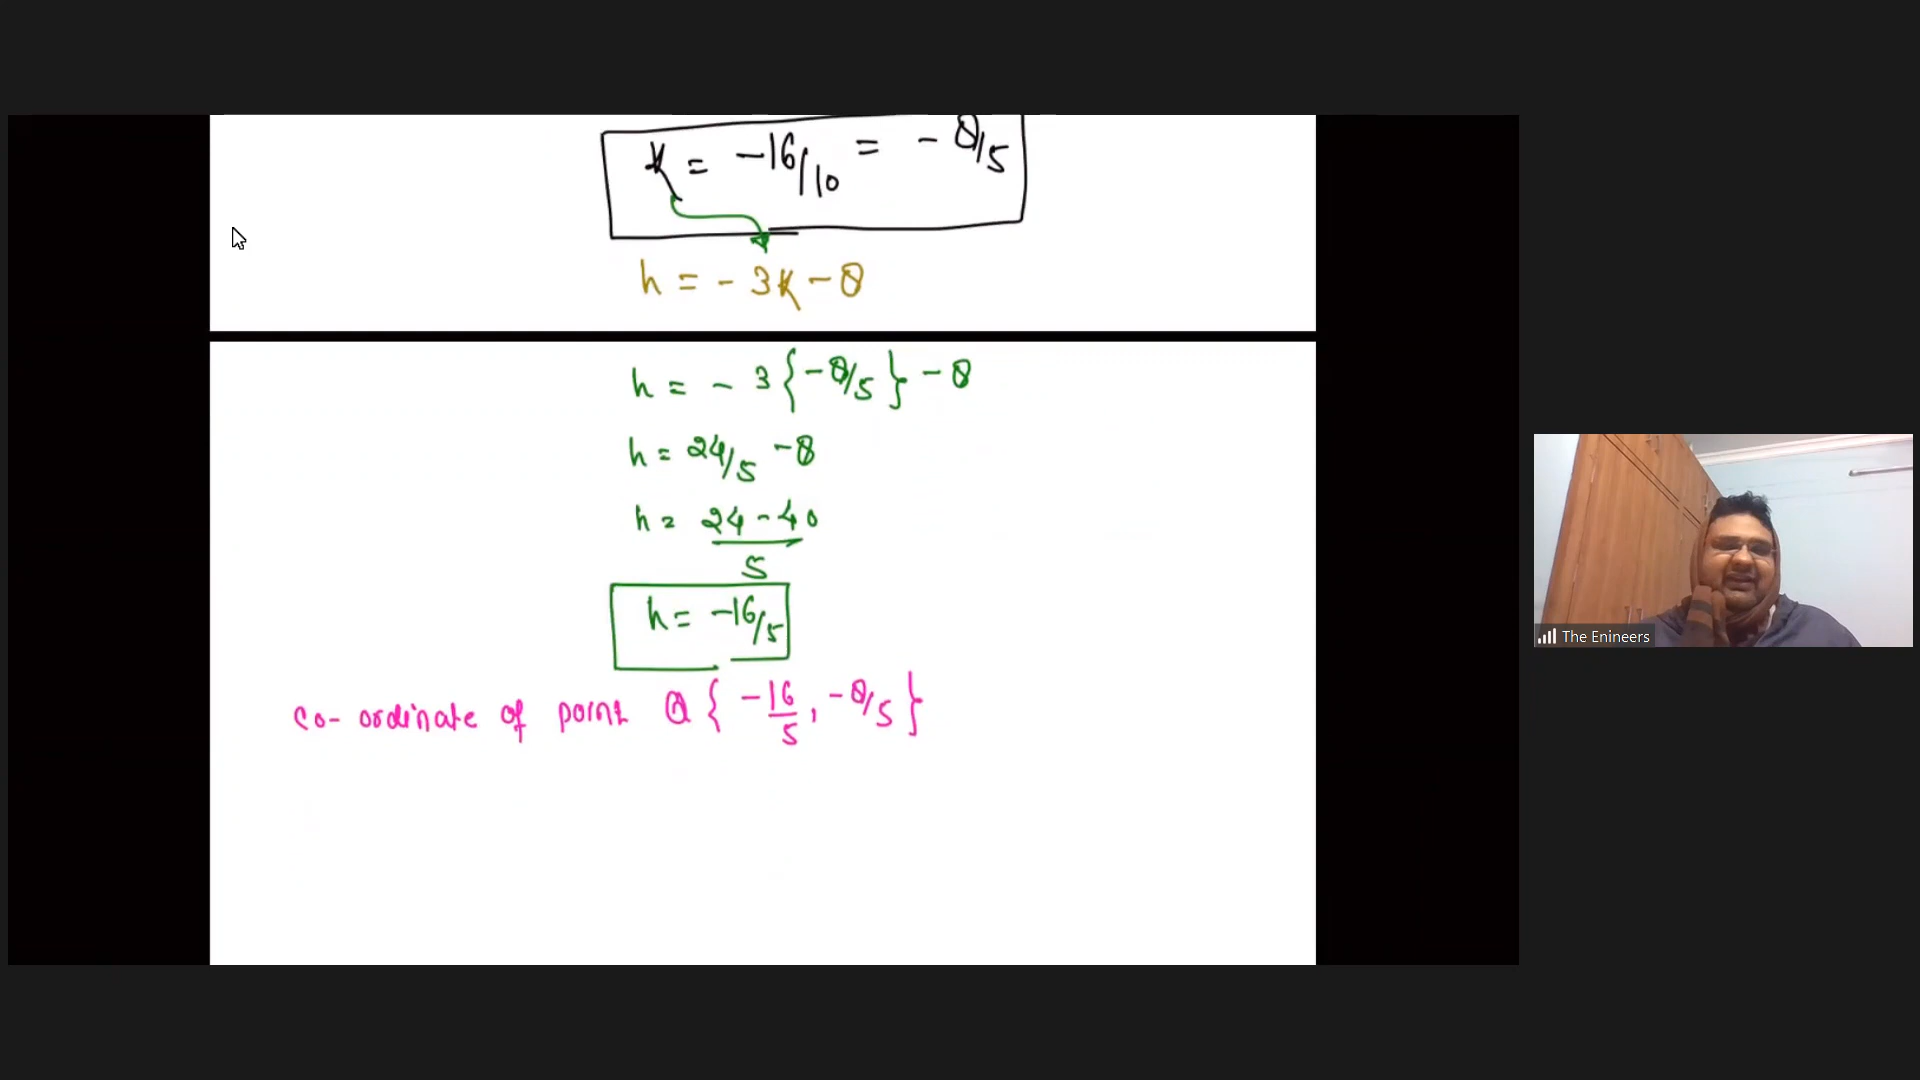 k = -16/10 = -8/5
h = - 3k - 8
h = - 3 { -8/5 } - 8
h = 24/5 - 8
h = 24 - 40
5
h = -16/5
co-ordinate of point Q { -16/5, -8/5 }
The Enineers